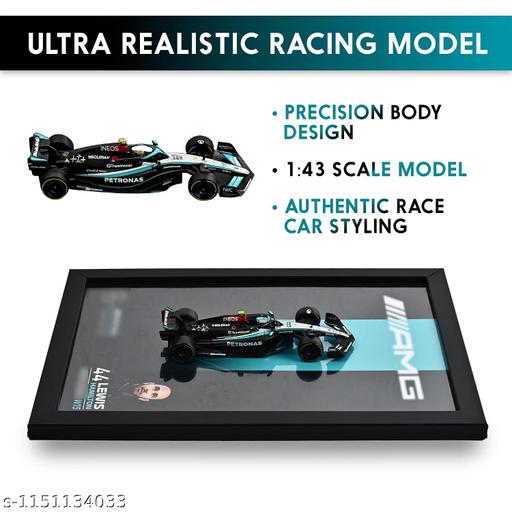 ULTRA REALISTIC RACING MODEL
• PRECISION BODY
DESIGN
• 1:43 SCALE MODEL
• AUTHENTIC RACE
CAR STYLING
INEOS
PETRONAS
PETRONAS
AMG
44 LEWIS
HAMILTON
W15
s-1151134033